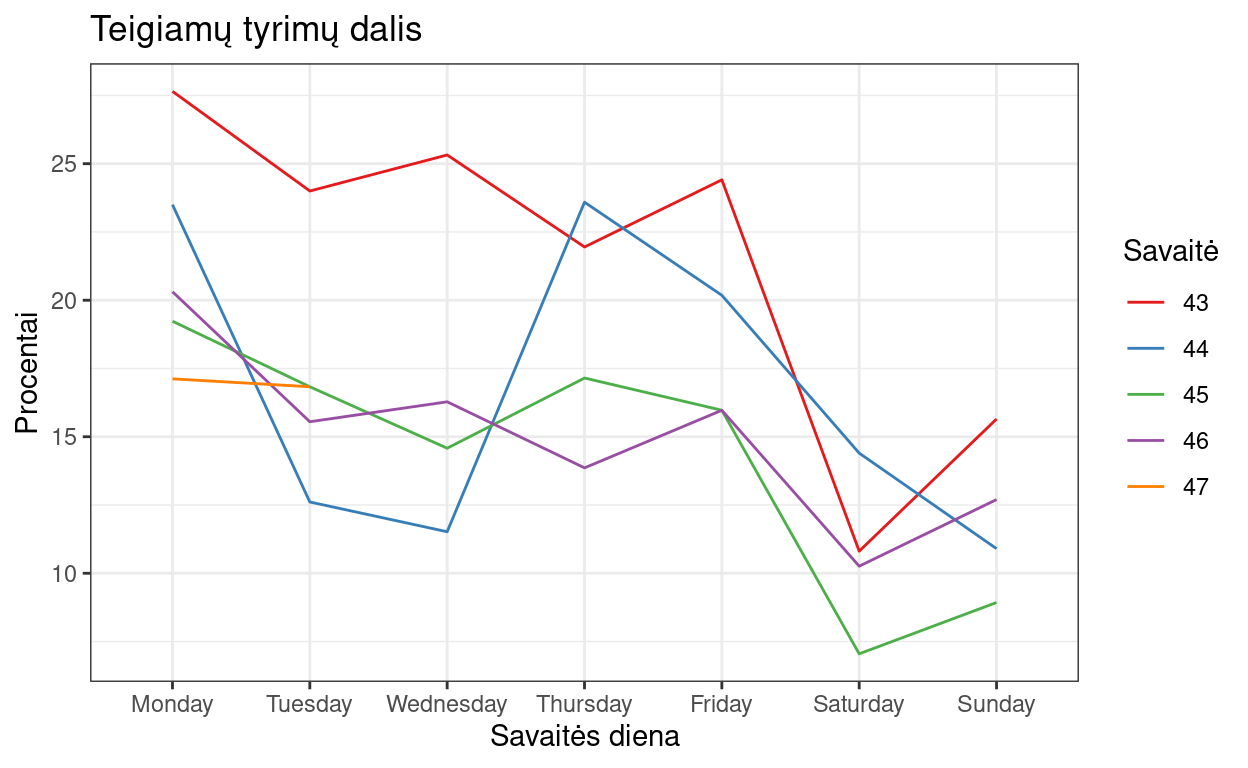 Teigiamų tyrimų dalis
Procentai
25
20
15
10
Monday Tuesday Wednesday Thursday Friday Saturday Sunday
Savaitės diena
Savaitė
43
44
45
46
47